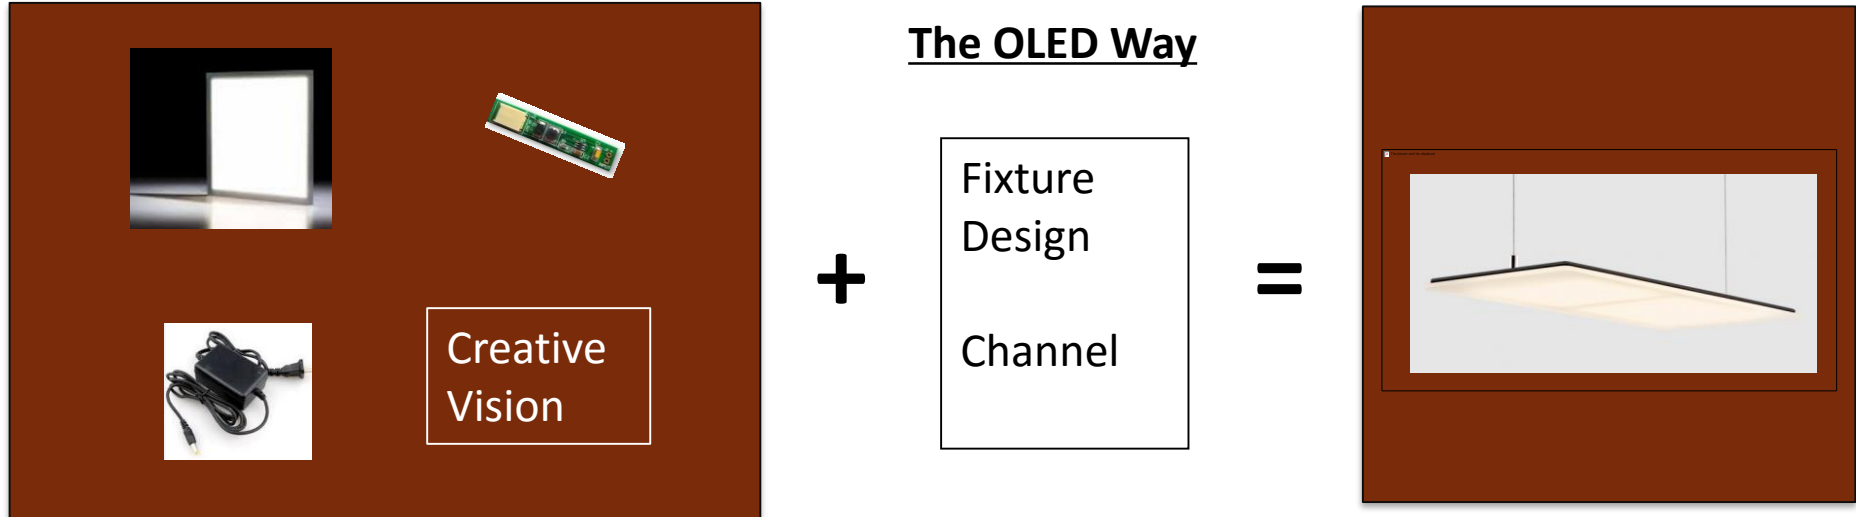 The OLED Way
Creative
Vision
+
Fixture
Design
Channel
=